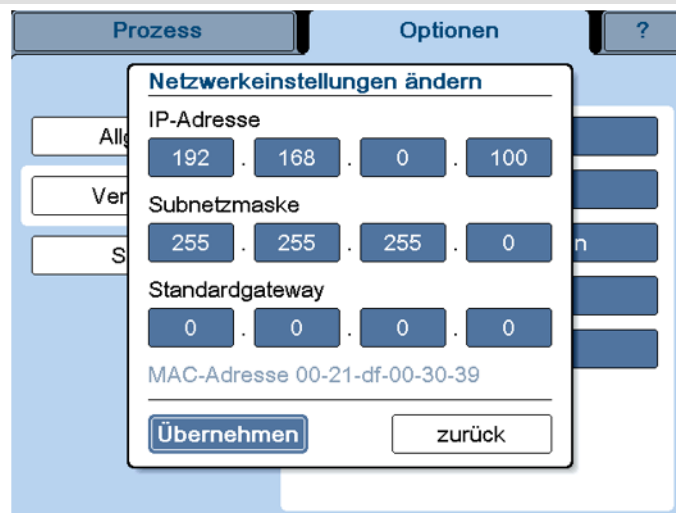 Prozess Optionen ?
Netzwerkeinstellungen ändern
IP-Adresse
192 . 168 . 0 . 100
Subnetzmaske
255 . 255 . 255 . 0
Standardgateway
0 . 0 . 0 . 0
MAC-Adresse 00-21-df-00-30-39
Übernehmen zurück